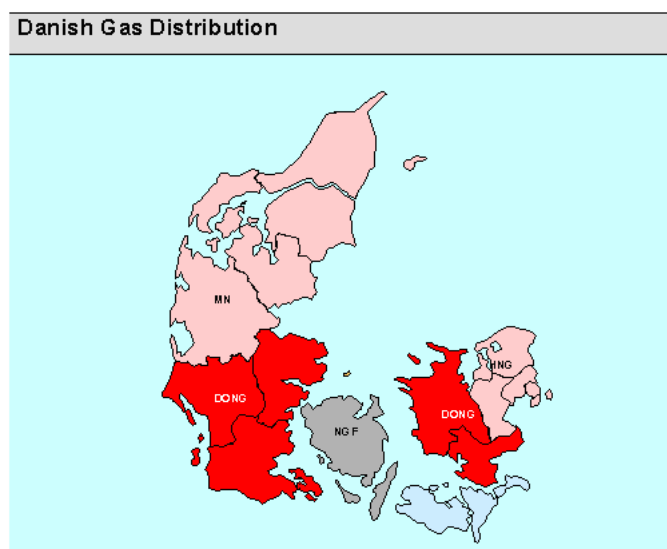 Danish Gas Distribution
MN
HNG
DONG
DONG
NGF